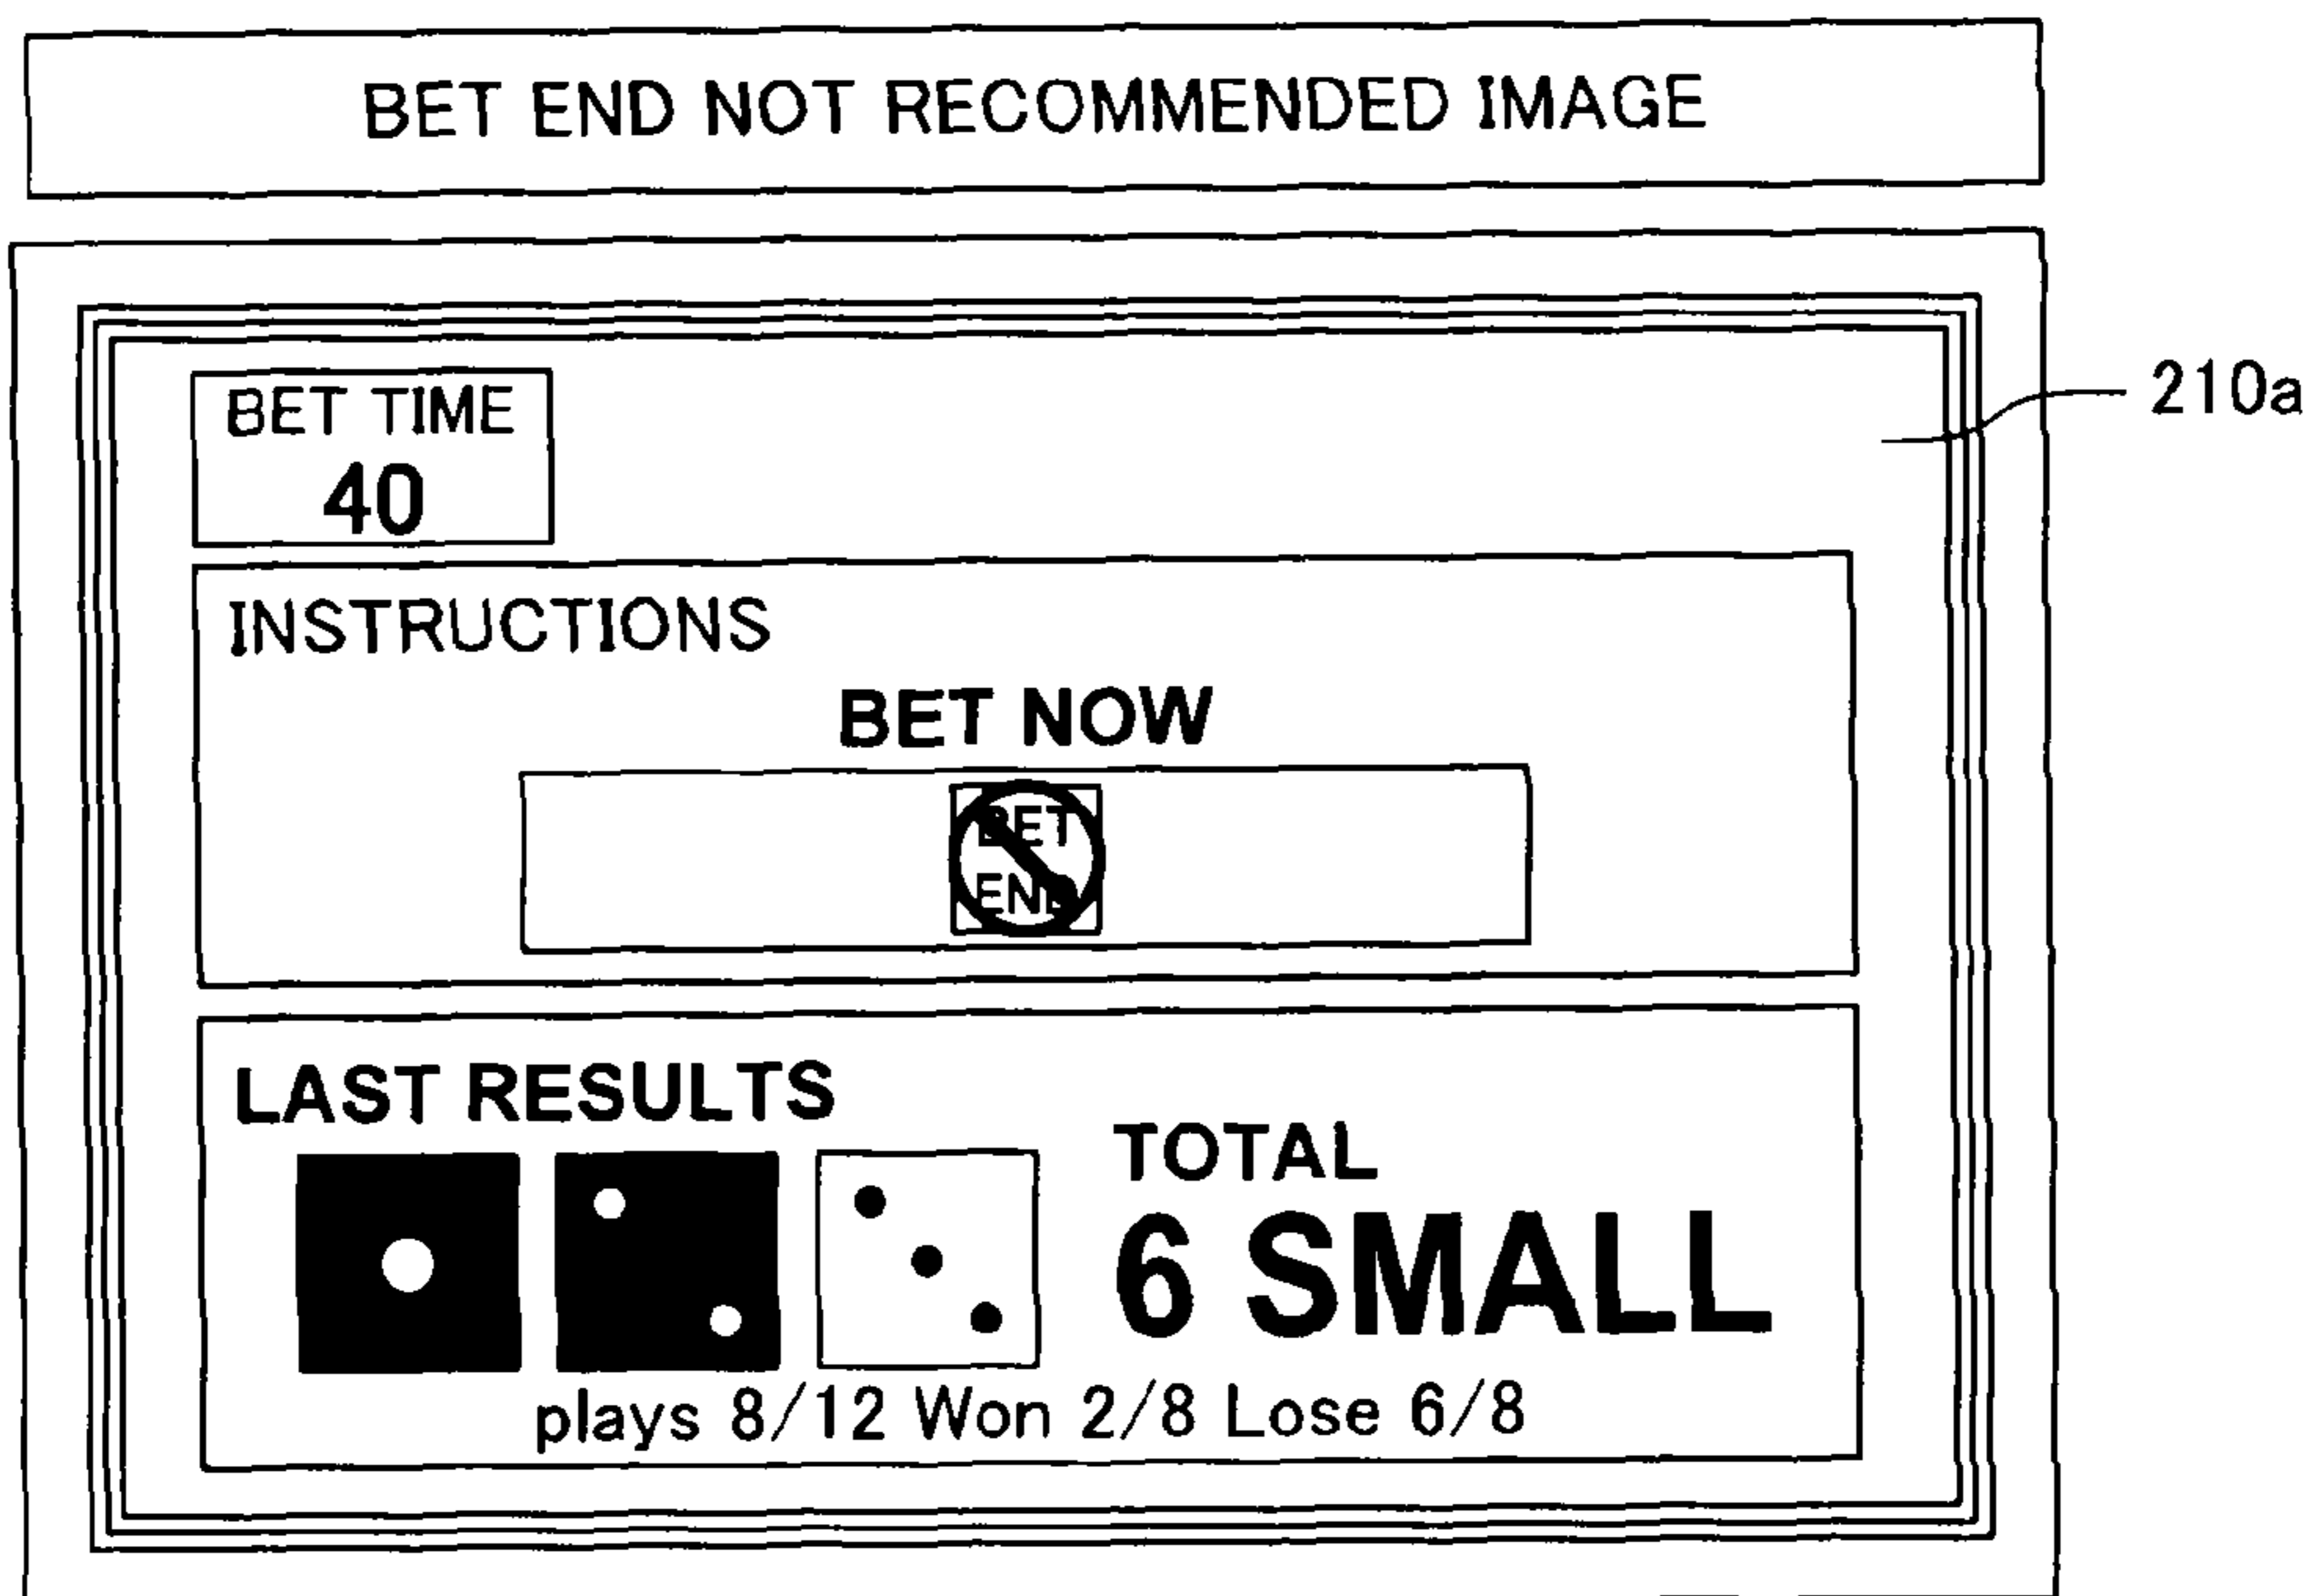 BET END NOT RECOMMENDED IMAGE
210a
BET TIME
40
INSTRUCTIONS
BET NOW
BET
END
LAST RESULTS
TOTAL
6 SMALL
plays 8/12 Won 2/8 Lose 6/8